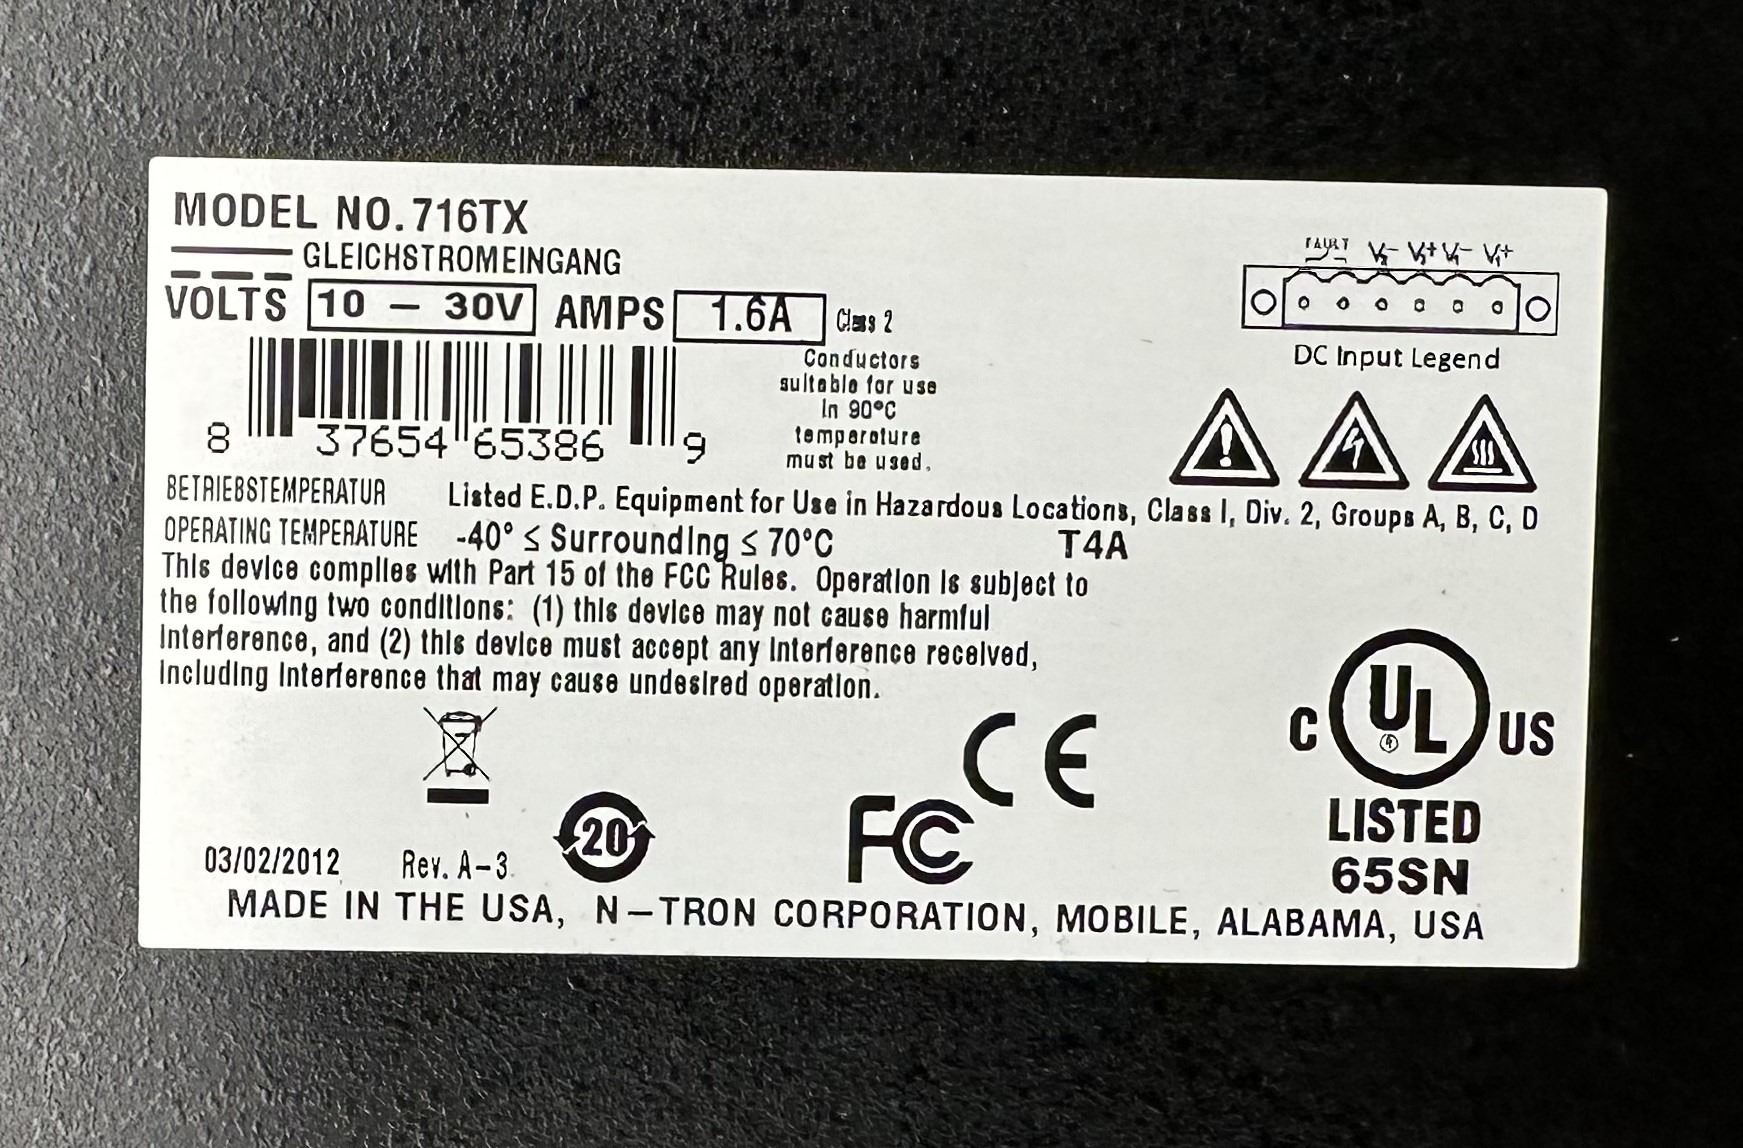 MODEL NO. 716TX
GLEICHSTROMEINGANG
VOLTS 10 – 30V AMPS 1.6A Class 2
Conductors
suitable for use
in 90°C
temperature
must be used.
8 37654 65386 9
FAULT V2- V2+ V1- V1+
DC Input Legend
BETRIEBSTEMPERATUR Listed E.D.P. Equipment for Use in Hazardous Locations, Class I, Div. 2, Groups A, B, C, D
OPERATING TEMPERATURE -40° ≤ Surrounding ≤ 70°C T4A
This device complies with Part 15 of the FCC Rules. Operation is subject to
the following two conditions: (1) this device may not cause harmful
interference, and (2) this device must accept any interference received,
including interference that may cause undesired operation.
CE
C UL ® US
LISTED
65SN
20
FC
03/02/2012 Rev. A-3
MADE IN THE USA, N-TRON CORPORATION, MOBILE, ALABAMA, USA